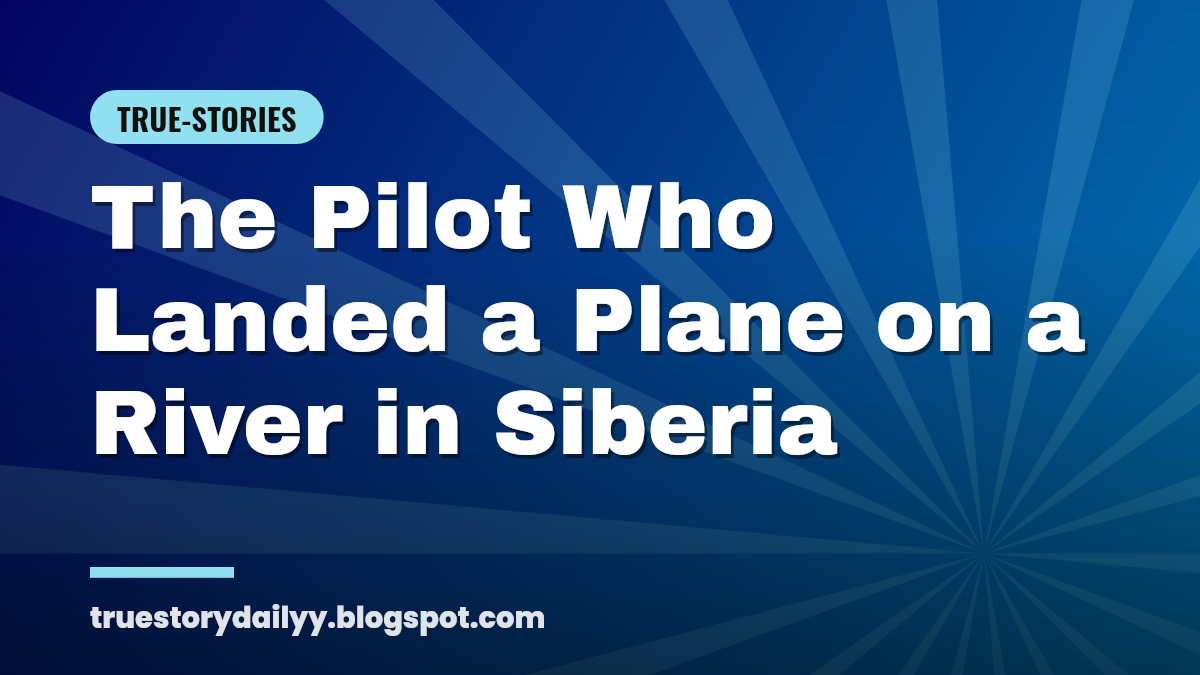 TRUE-STORIES
The Pilot Who
Landed a Plane on a
River in Siberia
truestorydailyy.blogspot.com